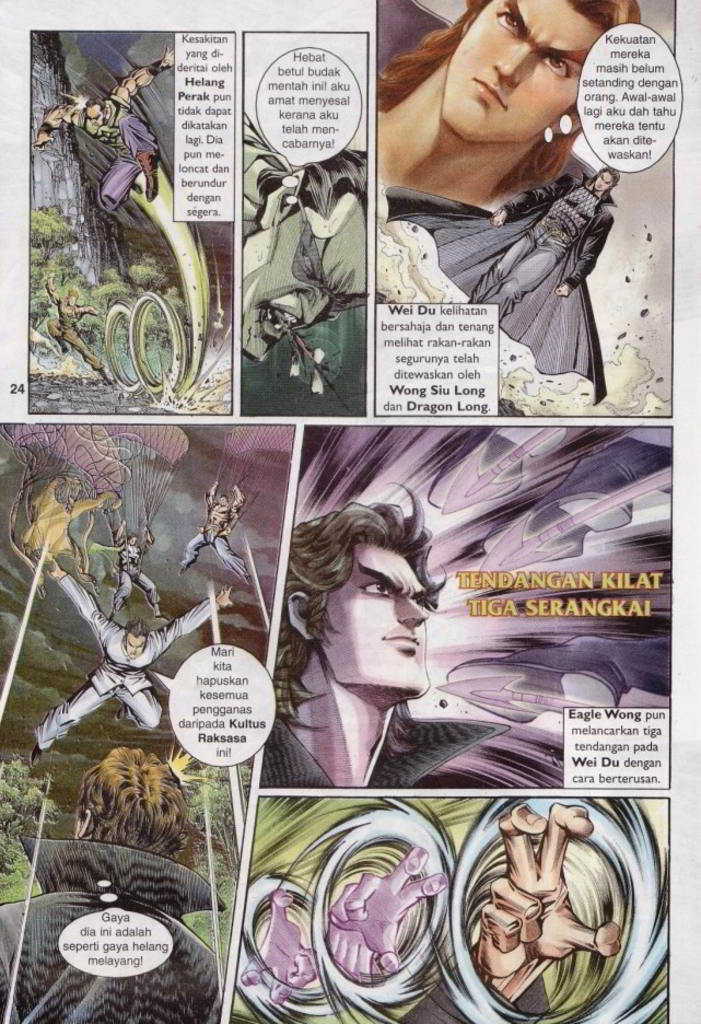 Kesakitan
yang di-
deritai oleh
Helang
Perak pun
tidak dapat
dikatakan
lagi. Dia
pun me-
loncat dan
berundur
dengan
segera.
Hebat
betul budak
mentah ini! aku
amat menyesal
kerana aku
telah men-
cabarnya!
Kekuatan
mereka
masih belum
setanding dengan
orang. Awal-awal
lagi aku dah tahu
mereka tentu
akan dite-
waskan!
Wei Du kelihatan
bersahaja dan tenang
melihat rakan-rakan
segurunya telah
ditewaskan oleh
Wong Siu Long
dan Dragon Long.
24
Mari
kita
hapuskan
kesemua
pengganas
daripada Kultus
Raksasa
ini!
Gaya
dia ini adalah
seperti gaya helang
melayang!
TENDANGAN KILAT
TIGA SERANGKAI
Eagle Wong pun
melancarkan tiga
tendangan pada
Wei Du dengan
cara berterusan.